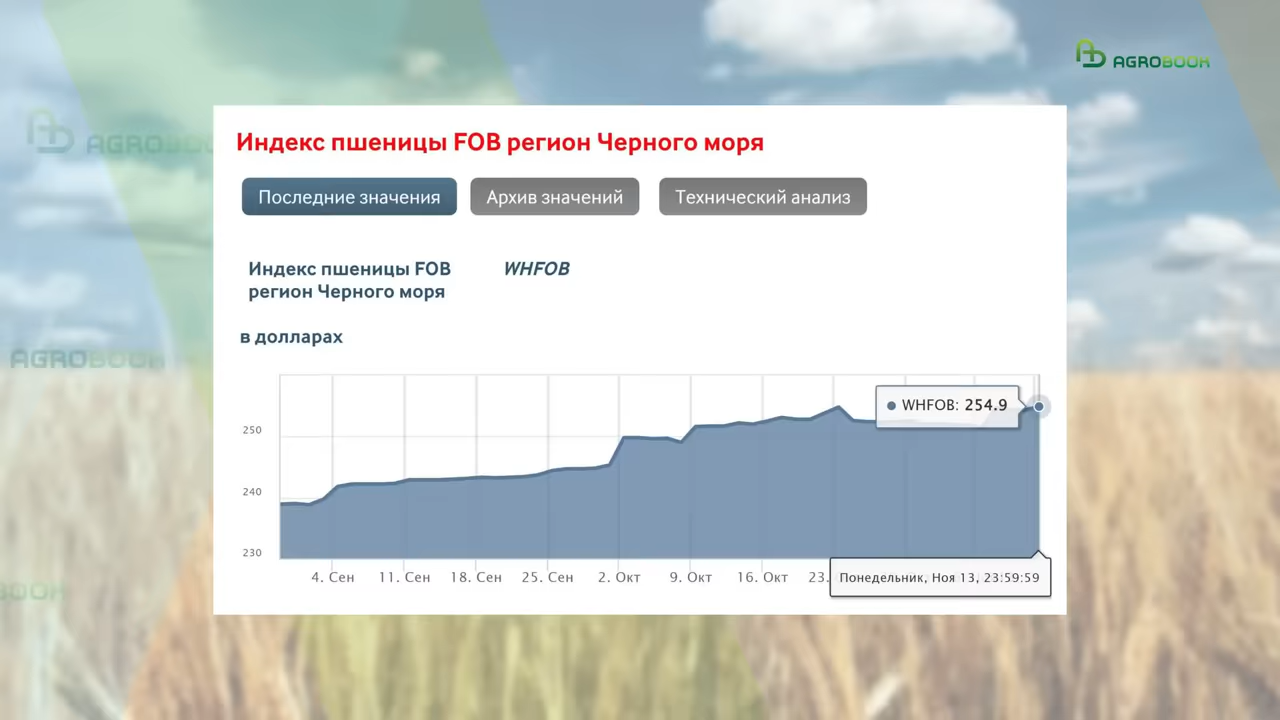 AGROBOOK
AGROBOOK
Индекс пшеницы FOB регион Черного моря
Последние значения
Архив значений
Технический анализ
Индекс пшеницы FOB
регион Черного моря
WHFOB
в долларах
WHFOB: 254.9
250
240
230
4. Сен
11. Сен
18. Сен
25. Сен
2. Окт
9. Окт
16. Окт
23.
Понедельник, Ноя 13, 23:59:59
AGROBOOK